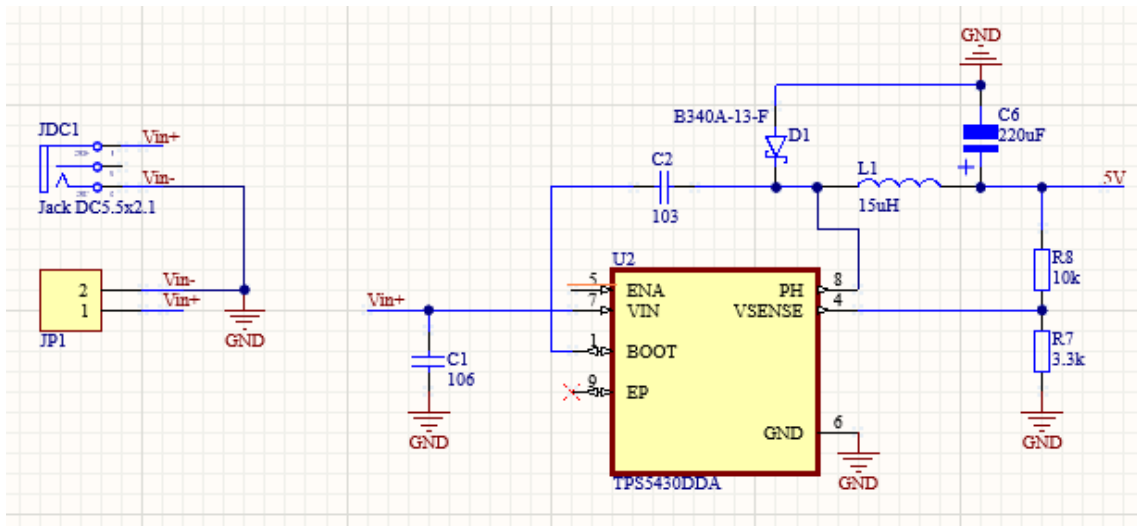 GND
B340A-13-F
D1
C6
220uF
JDC1
Vin+
Vin-
Jack DC5.5x2.1
C2
103
L1
15uH
5V
U2
R8
10k
2
1
Vin-
Vin+
JP1
GND
Vin+
5
ENA
PH
8
7
VIN
VSENSE
4
1
BOOT
9
EP
GND
6
TPS5430DDA
C1
106
GND
R7
3.3k
GND
GND